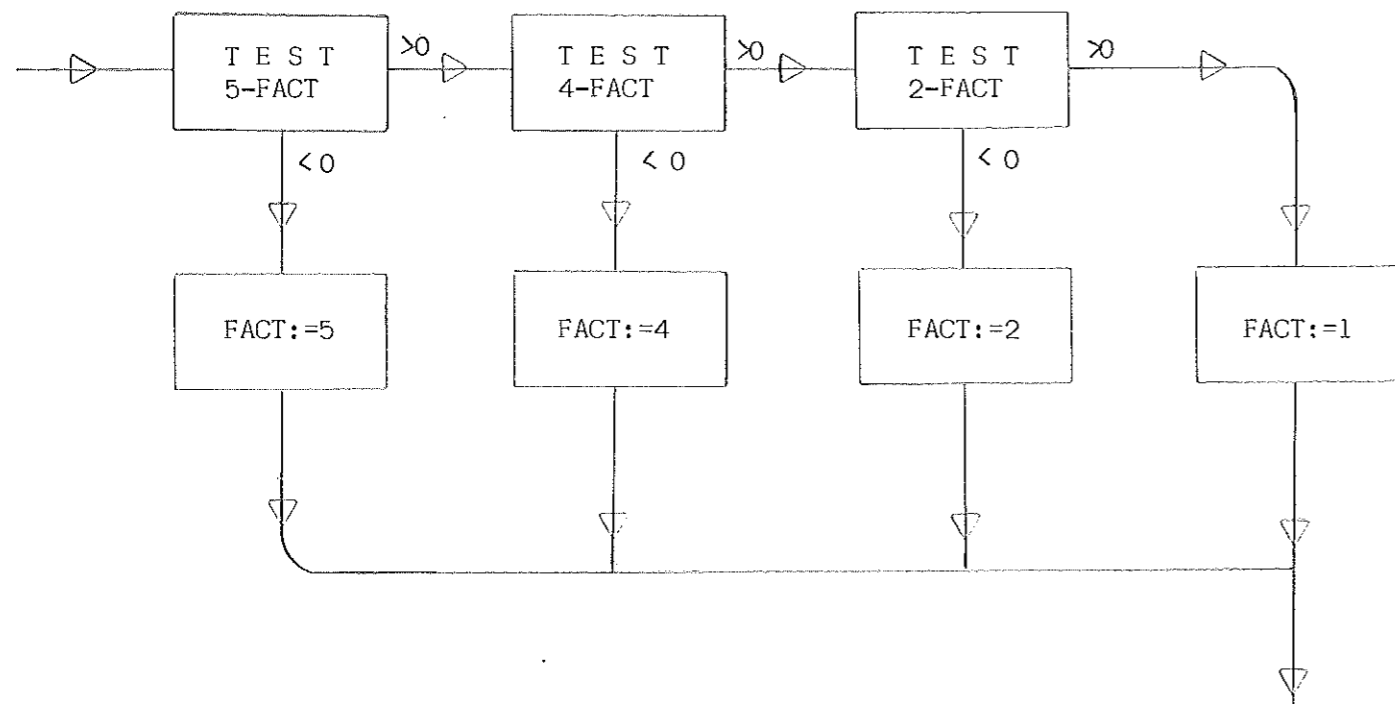 T E S T
5-FACT
>0
T E S T
4-FACT
>0
T E S T
2-FACT
>0
< 0
< 0
< 0
FACT:=5
FACT:=4
FACT:=2
FACT:=1